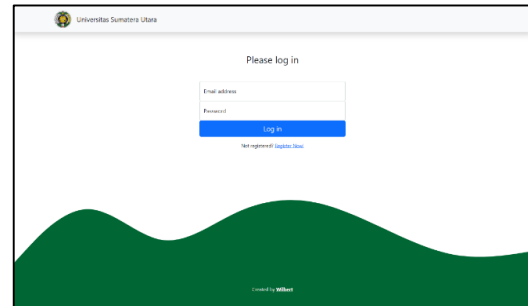 Universitas Sumatera Utara
Please log in
Email address
Password
Log in
Not registered? Register Now!
Created by Wilbert